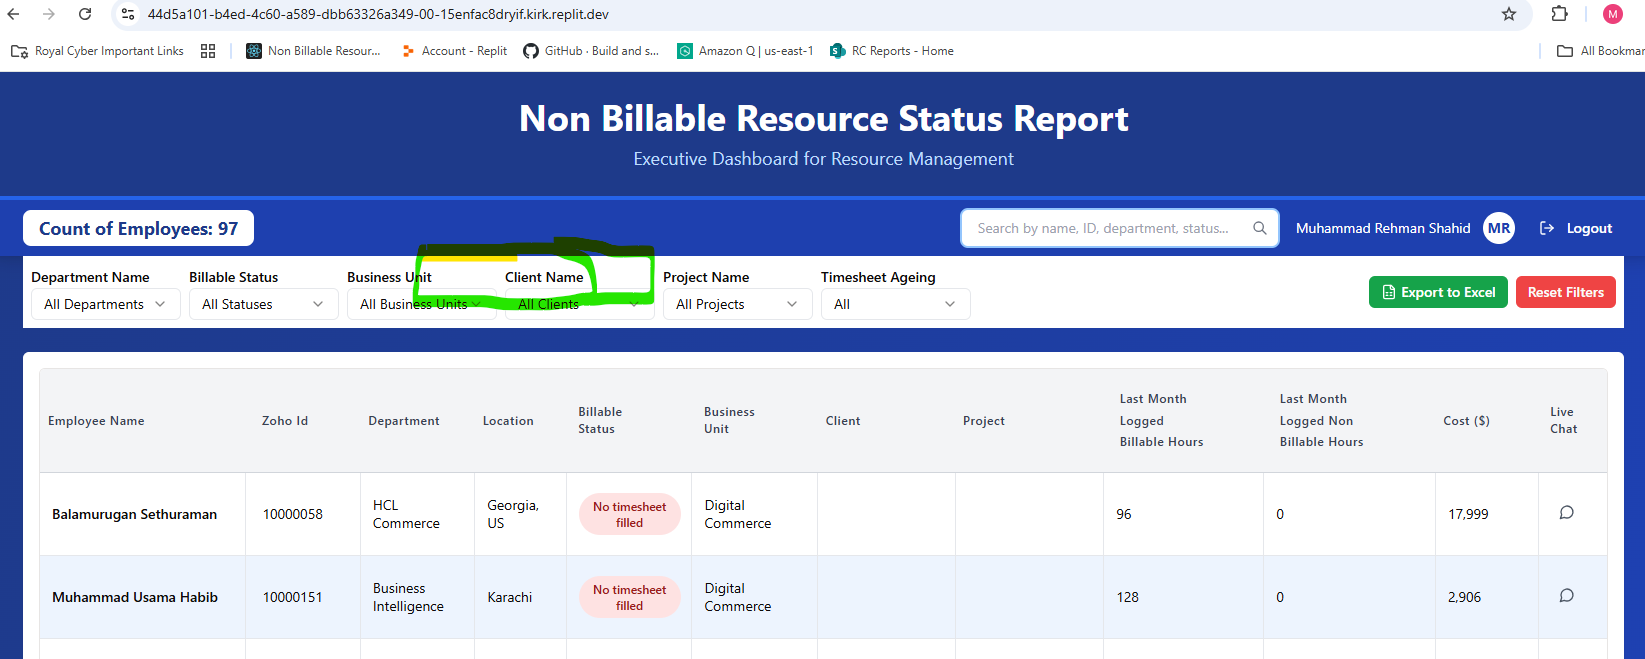 44d5a101-b4ed-4c60-a589-dbb63326a349-00-15enfac8dryif.kirk.replit.dev
M
Royal Cyber Important Links
Non Billable Resour...
Account - Replit
GitHub · Build and s...
Amazon Q | us-east-1
RC Reports - Home
All Bookmar
Non Billable Resource Status Report
Executive Dashboard for Resource Management
Count of Employees: 97
Search by name, ID, department, status...
Muhammad Rehman Shahid
MR
Logout
Department Name
Billable Status
Business Unit
Client Name
Project Name
Timesheet Ageing
All Departments
All Statuses
All Business Units
All Clients
All Projects
All
Export to Excel
Reset Filters
Employee Name
Zoho Id
Department
Location
Billable
Status
Business
Unit
Client
Project
Last Month
Logged
Billable Hours
Last Month
Logged Non
Billable Hours
Cost ($)
Live
Chat
Balamurugan Sethuraman
10000058
HCL
Commerce
Georgia,
US
No timesheet
filled
Digital
Commerce
96
0
17,999
Muhammad Usama Habib
10000151
Business
Intelligence
Karachi
No timesheet
filled
Digital
Commerce
128
0
2,906